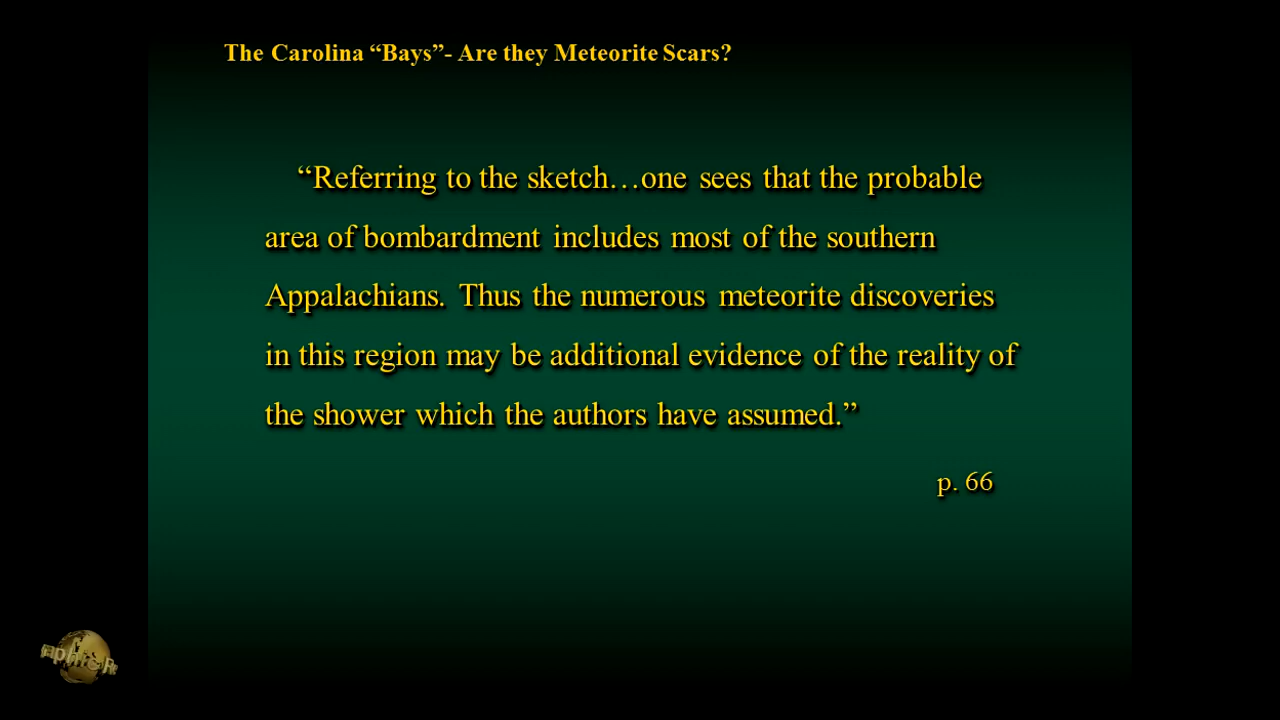 The Carolina “Bays”- Are they Meteorite Scars?
“Referring to the sketch…one sees that the probable
area of bombardment includes most of the southern
Appalachians. Thus the numerous meteorite discoveries
in this region may be additional evidence of the reality of
the shower which the authors have assumed.”
p. 66